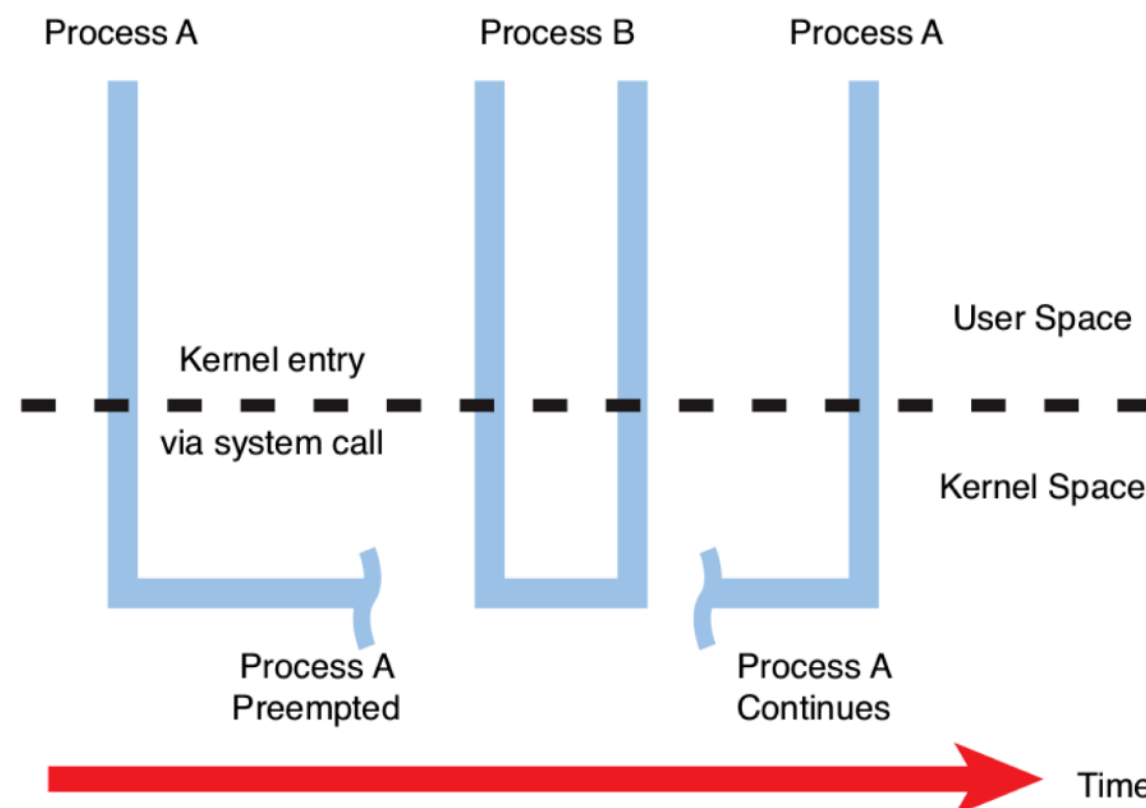 Process A
Process B
Process A
User Space
Kernel entry
via system call
Kernel Space
Process A
Preempted
Process A
Continues
Time